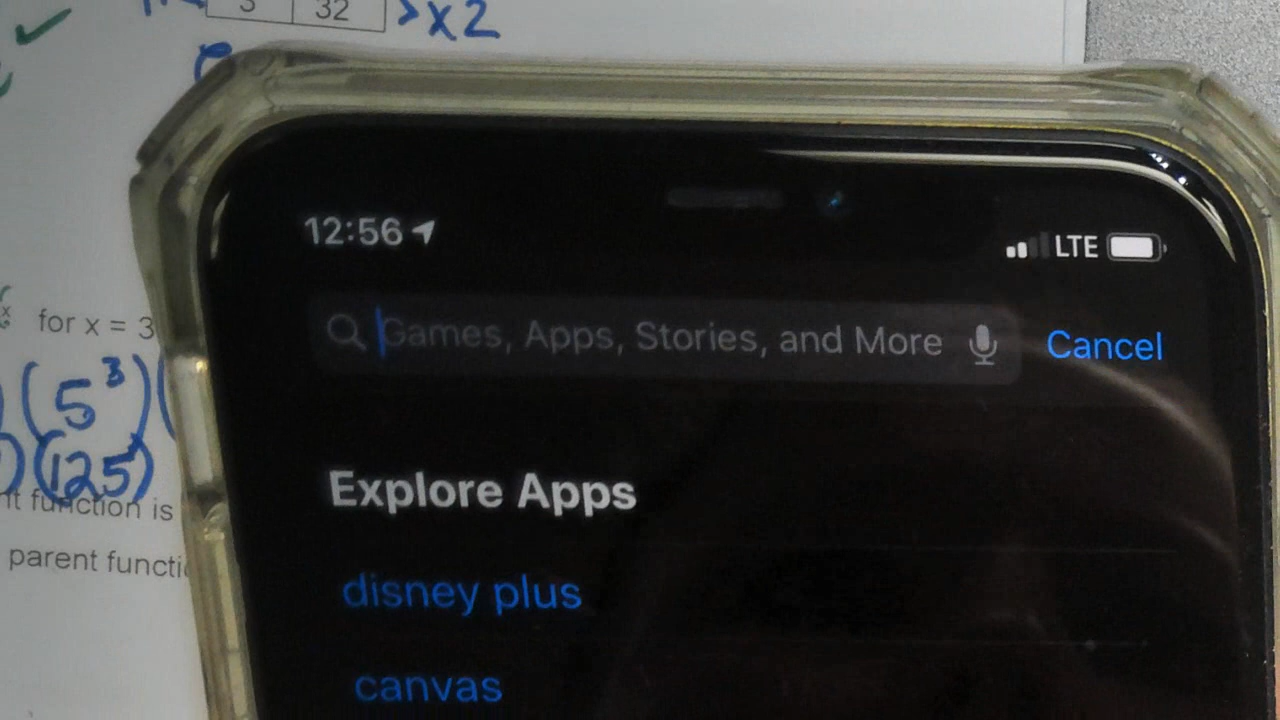 3 32 >x2
12:56 LTE
Games, Apps, Stories, and More Cancel
for x = 3
(5³)
(125)
Explore Apps
function is
parent
disney plus
canvas